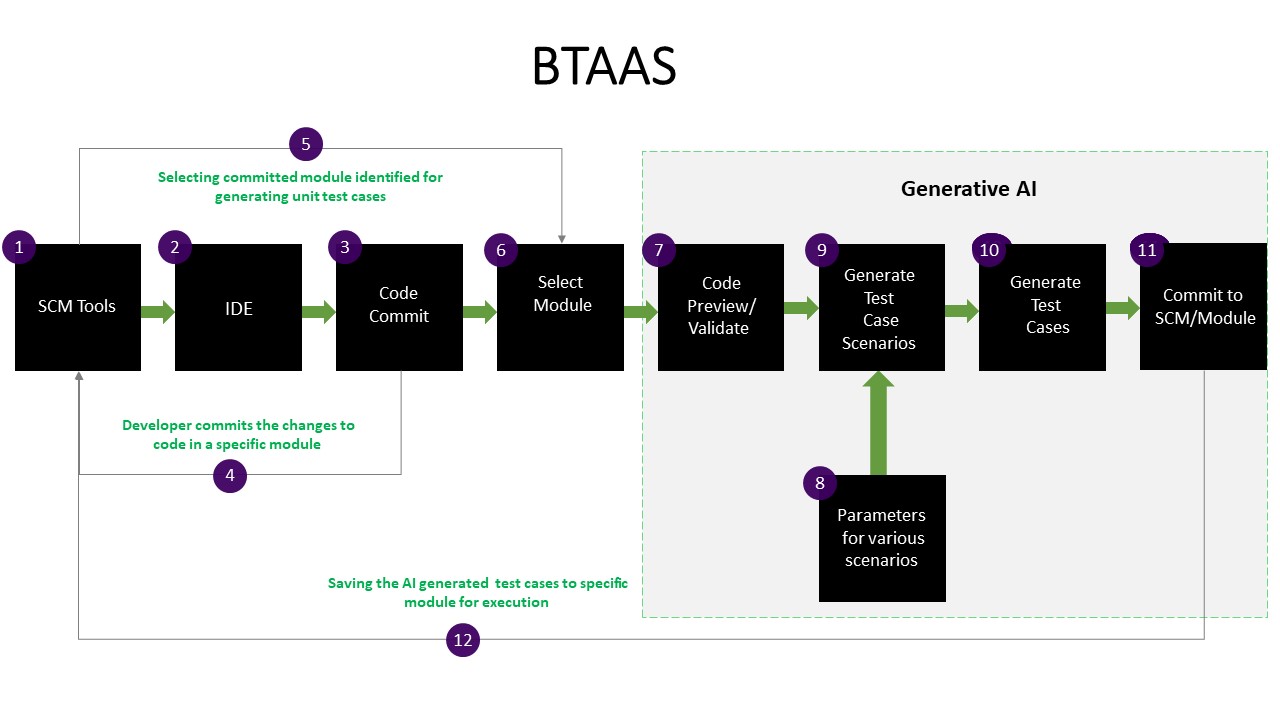 BTAAS
5
Selecting committed module identified for
generating unit test cases
Generative AI
1
SCM Tools
2
IDE
3
Code
Commit
6
Select
Module
7
Code
Preview/
Validate
9
Generate
Test
Case
Scenarios
10
Generate
Test
Cases
11
Commit to
SCM/Module
Developer commits the changes to
code in a specific module
4
8
Parameters
for various
scenarios
Saving the AI generated  test cases to specific
module for execution
12